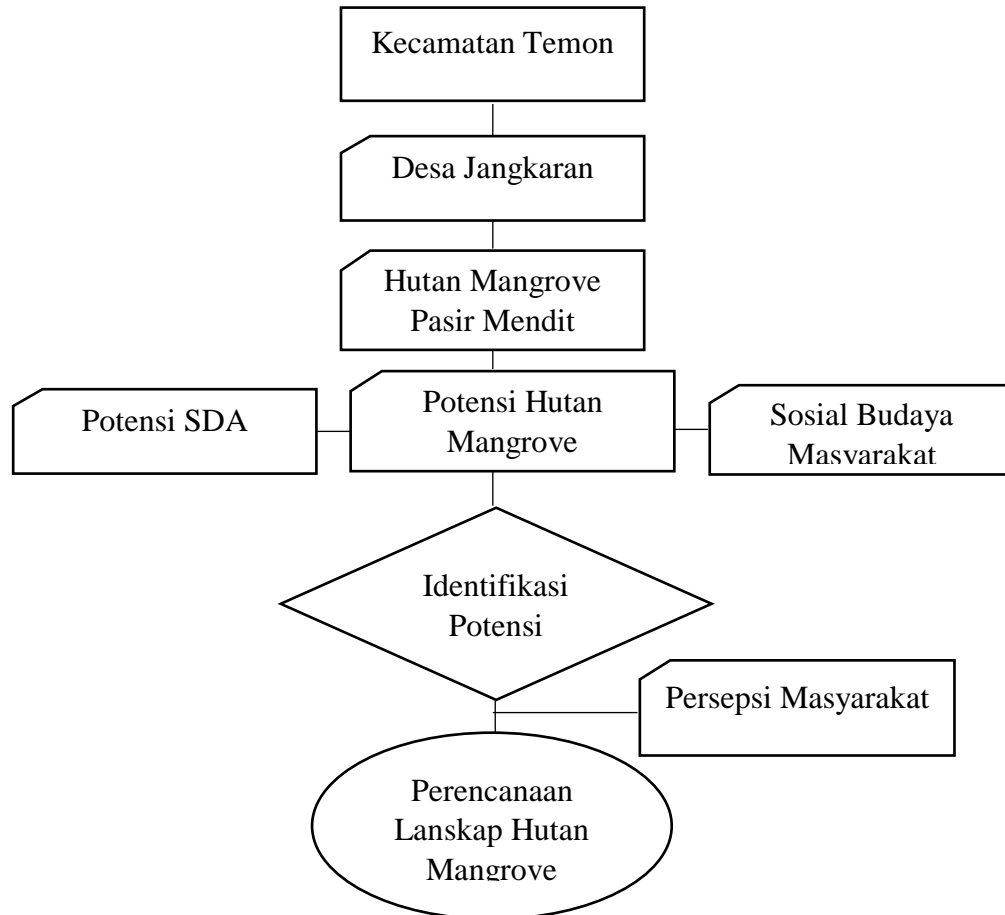 Kecamatan Temon
Desa Jangkaran
Hutan Mangrove
Pasir Mendit
Potensi SDA
Potensi Hutan
Mangrove
Sosial Budaya
Masyarakat
Identifikasi
Potensi
Persepsi Masyarakat
Perencanaan
Lanskap Hutan
Mangrove